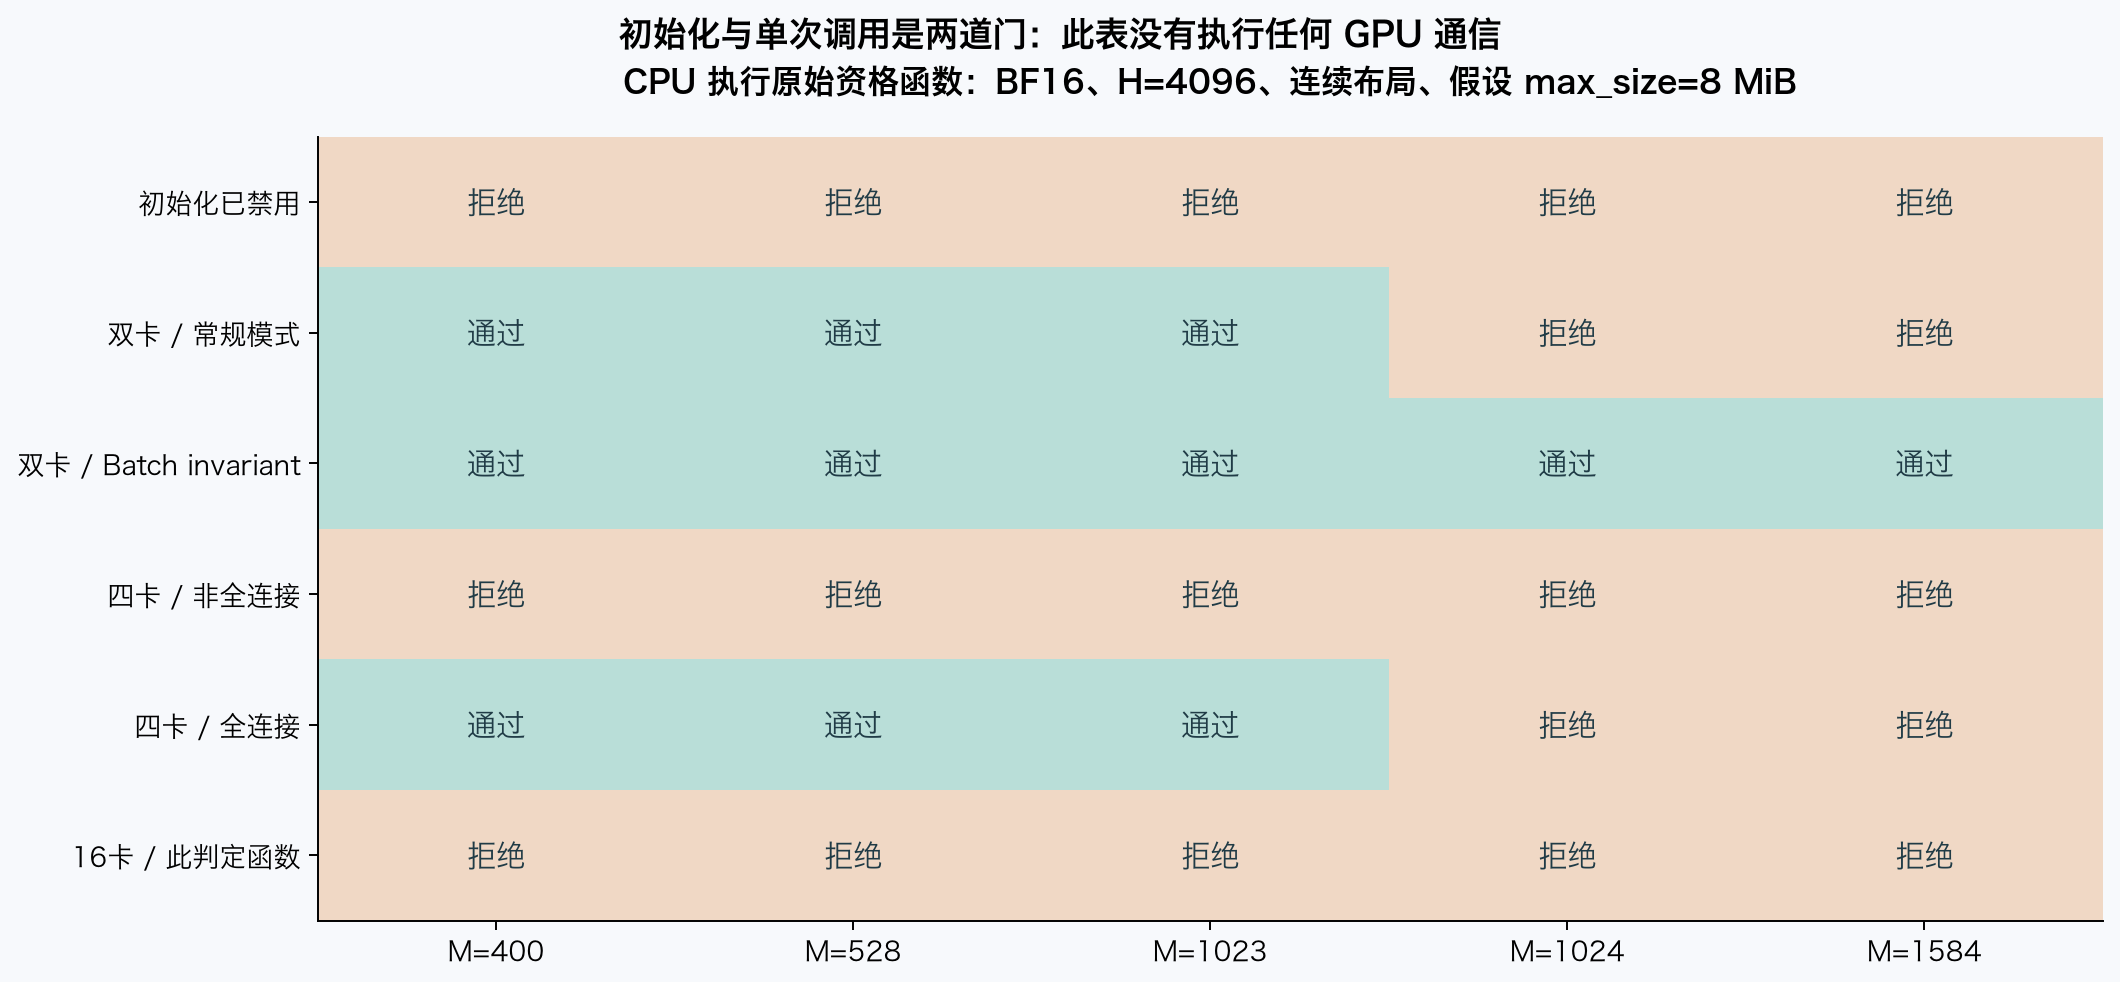 初始化与单次调用是两道门：此表没有执行任何 GPU 通信
CPU 执行原始资格函数：BF16、H=4096、连续布局、假设 max_size=8 MiB
初始化已禁用 拒绝 拒绝 拒绝 拒绝 拒绝
双卡 / 常规模式 通过 通过 通过 拒绝 拒绝
双卡 / Batch invariant 通过 通过 通过 通过 通过
四卡 / 非全连接 拒绝 拒绝 拒绝 拒绝 拒绝
四卡 / 全连接 通过 通过 通过 拒绝 拒绝
16卡 / 此判定函数 拒绝 拒绝 拒绝 拒绝 拒绝
M=400 M=528 M=1023 M=1024 M=1584